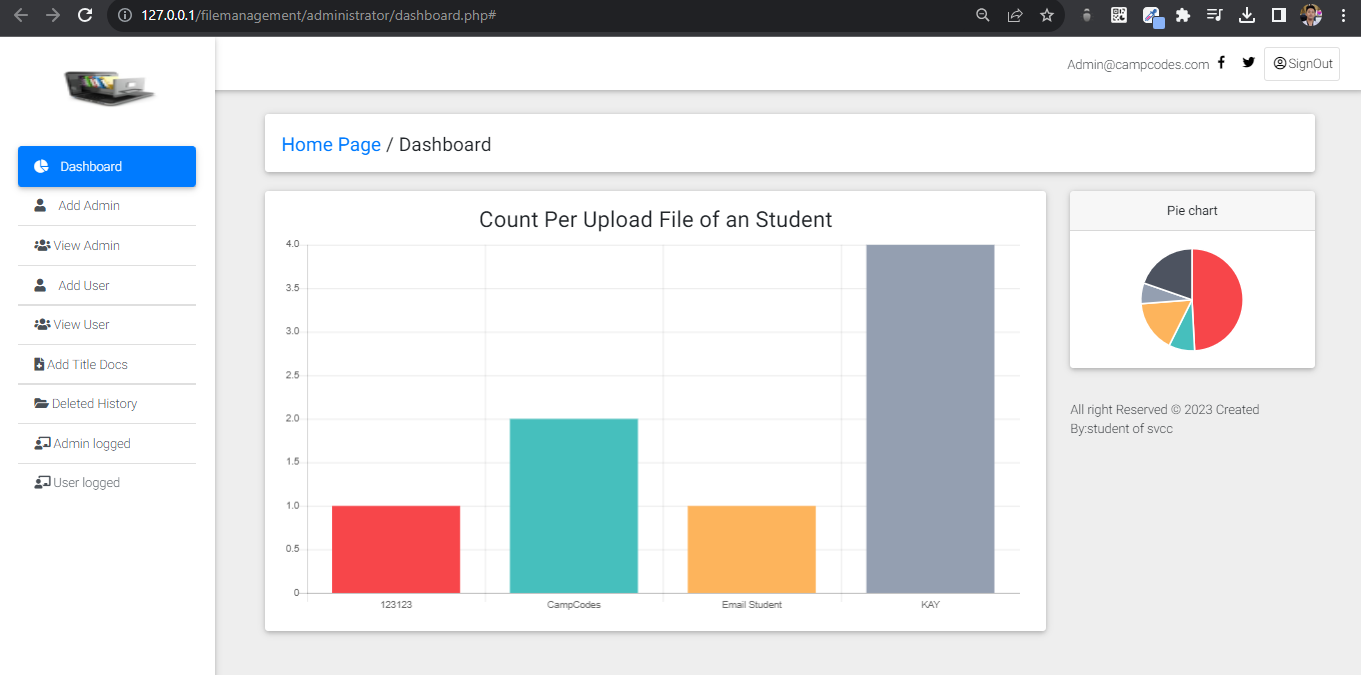 127.0.0.1/filemanagement/administrator/dashboard.php#
Admin@campcodes.com
SignOut
Dashboard
Add Admin
View Admin
Add User
View User
Add Title Docs
Deleted History
Admin logged
User logged
Home Page / Dashboard
Count Per Upload File of an Student
4.0
3.5
3.0
2.5
2.0
1.5
1.0
0.5
0
123123 CampCodes Email Student KAY
Pie chart
All right Reserved © 2023 Created
By:student of svcc